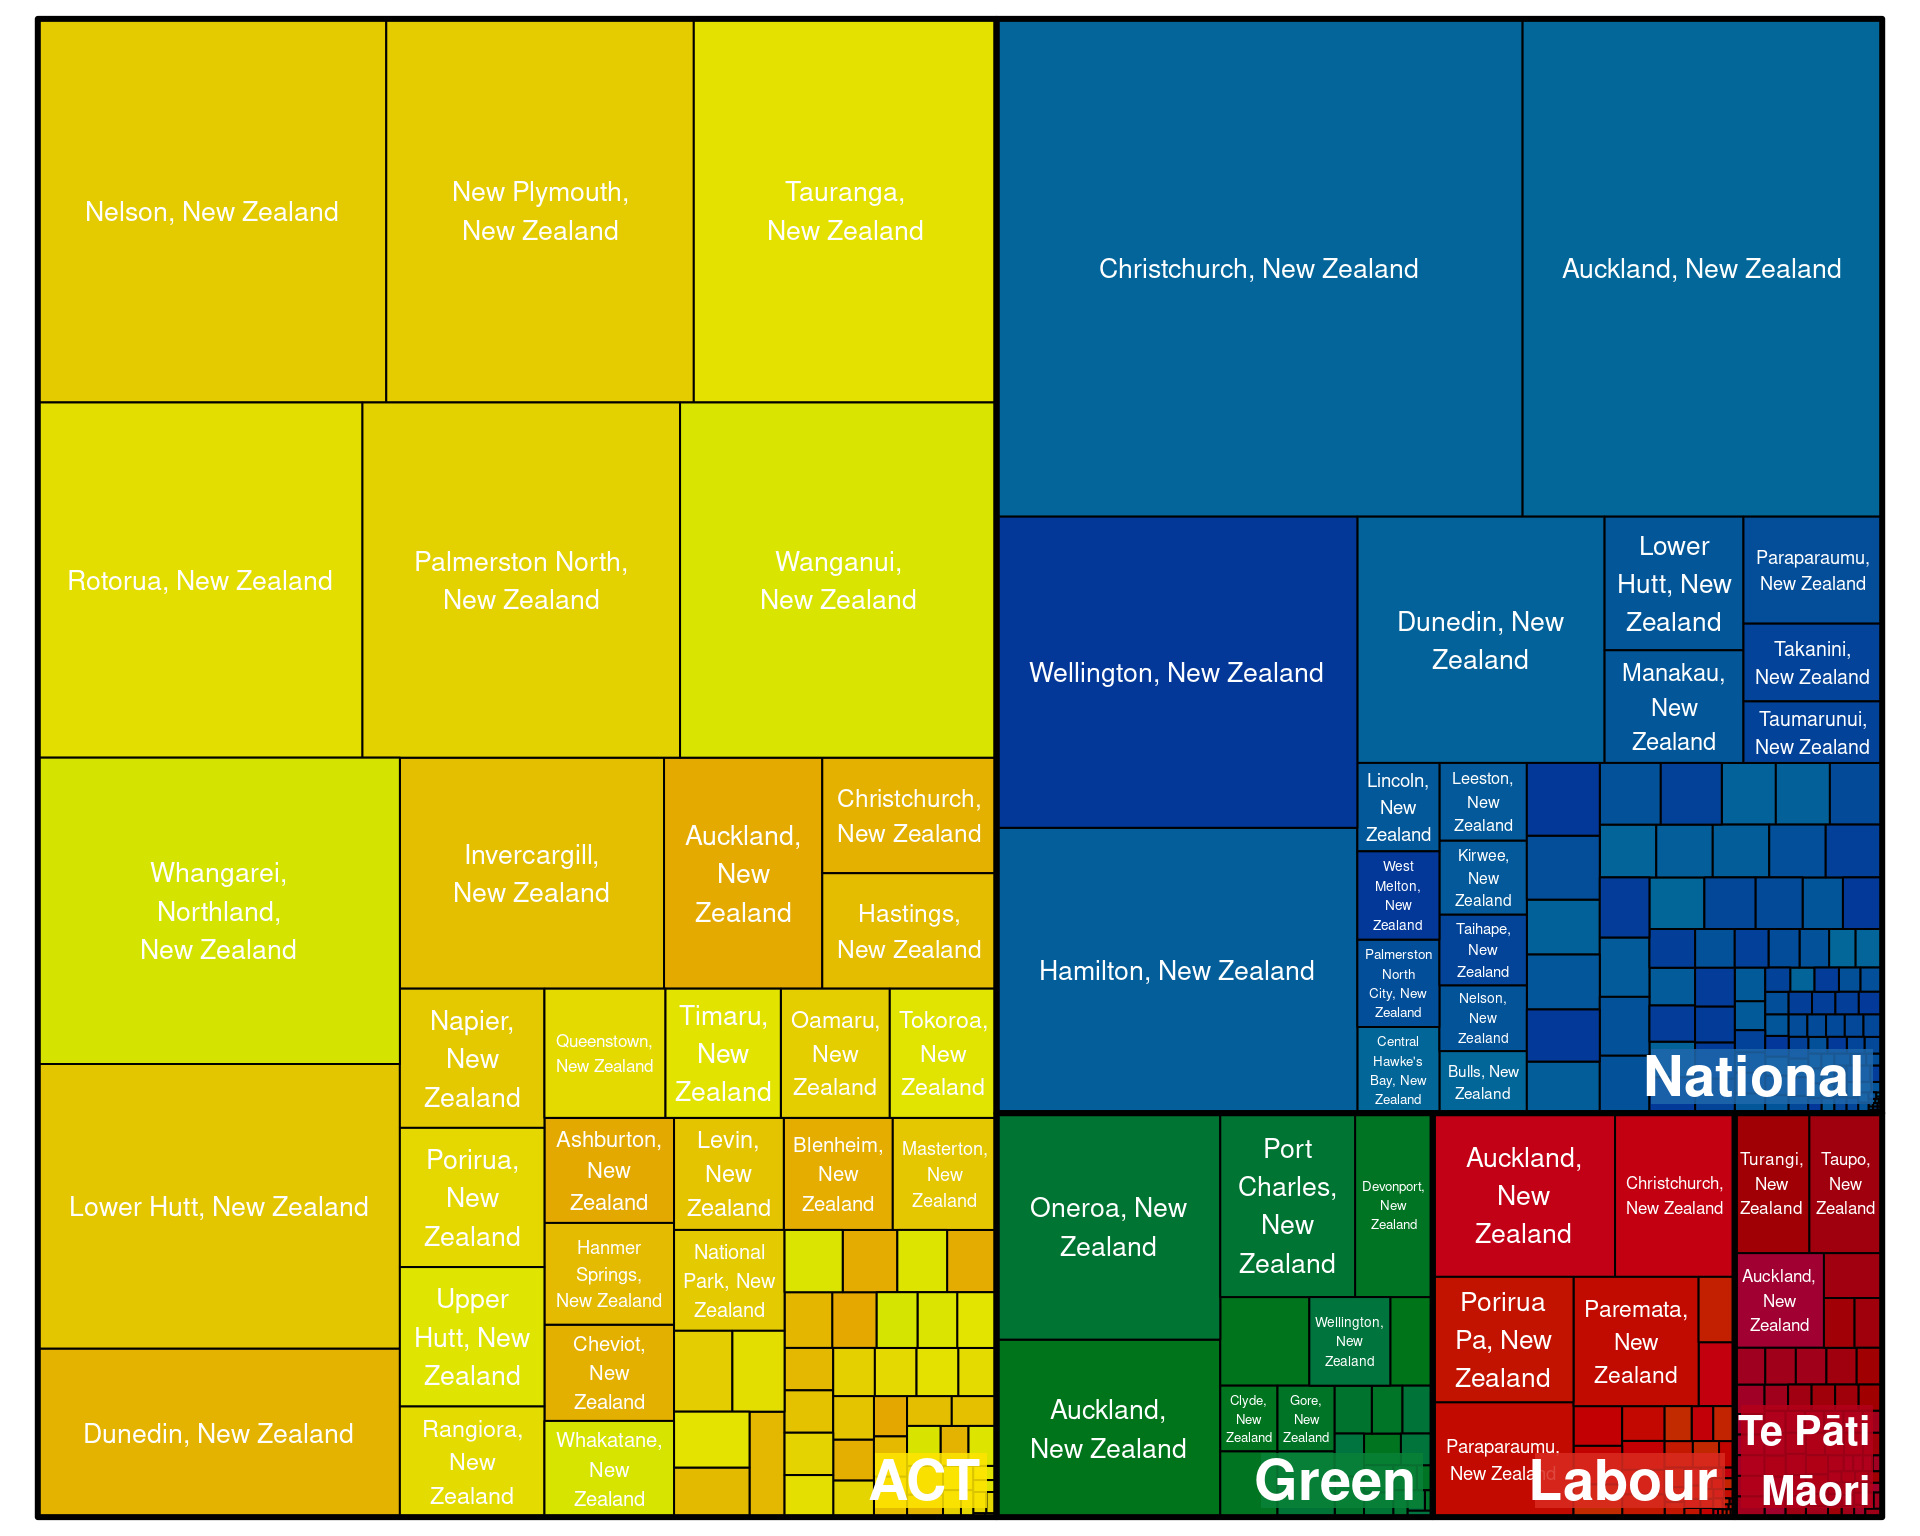 Nelson, New Zealand
New Plymouth,
New Zealand
Tauranga,
New Zealand
Rotorua, New Zealand
Palmerston North,
New Zealand
Wanganui,
New Zealand
Whangarei,
Northland,
New Zealand
Lower Hutt, New Zealand
Dunedin, New Zealand
Invercargill,
New Zealand
Auckland,
New
Zealand
Christchurch,
New Zealand
Hastings,
New Zealand
Napier,
New
Zealand
Porirua,
New
Zealand
Upper
Hutt, New
Zealand
Rangiora,
New
Zealand
Queenstown,
New Zealand
Timaru,
New
Zealand
Oamaru,
New
Zealand
Tokoroa,
New
Zealand
Ashburton,
New
Zealand
Hanmer
Springs,
New Zealand
Cheviot,
New
Zealand
Whakatane,
New
Zealand
Levin,
New
Zealand
Blenheim,
New
Zealand
Masterton,
New
Zealand
National
Park, New
Zealand
ACT
Christchurch, New Zealand
Auckland, New Zealand
Wellington, New Zealand
Hamilton, New Zealand
Dunedin, New
Zealand
Lower
Hutt, New
Zealand
Manakau,
New
Zealand
Paraparaumu,
New Zealand
Takanini,
New Zealand
Taumarunui,
New Zealand
Lincoln,
New
Zealand
West
Melton,
New
Zealand
Palmerston
North
City, New
Zealand
Central
Hawke's
Bay, New
Zealand
Leeston,
New
Zealand
Kirwee,
New
Zealand
Taihape,
New
Zealand
Nelson,
New
Zealand
Bulls, New
Zealand
National
Oneroa, New
Zealand
Auckland,
New Zealand
Port
Charles,
New
Zealand
Devonport,
New
Zealand
Wellington,
New
Zealand
Clyde,
New
Zealand
Gore,
New
Zealand
Green
Auckland,
New
Zealand
Christchurch,
New Zealand
Porirua
Pa, New
Zealand
Paremata,
New
Zealand
Paraparaumu,
New Zealand
Labour
Turangi,
New
Zealand
Taupo,
New
Zealand
Auckland,
New
Zealand
Te Pāti
Māori